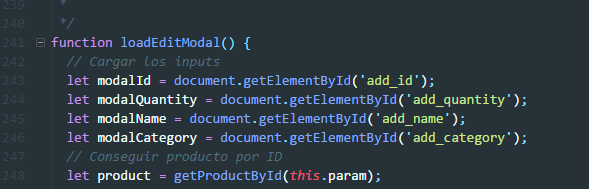 239 *
240 */
241 function loadEditModal() {
242 // Cargar los inputs
243 let modalId = document.getElementById('add_id');
244 let modalQuantity = document.getElementById('add_quantity');
245 let modalName = document.getElementById('add_name');
246 let modalCategory = document.getElementById('add_category');
247 // Conseguir producto por ID
248 let product = getProductById(this.param);